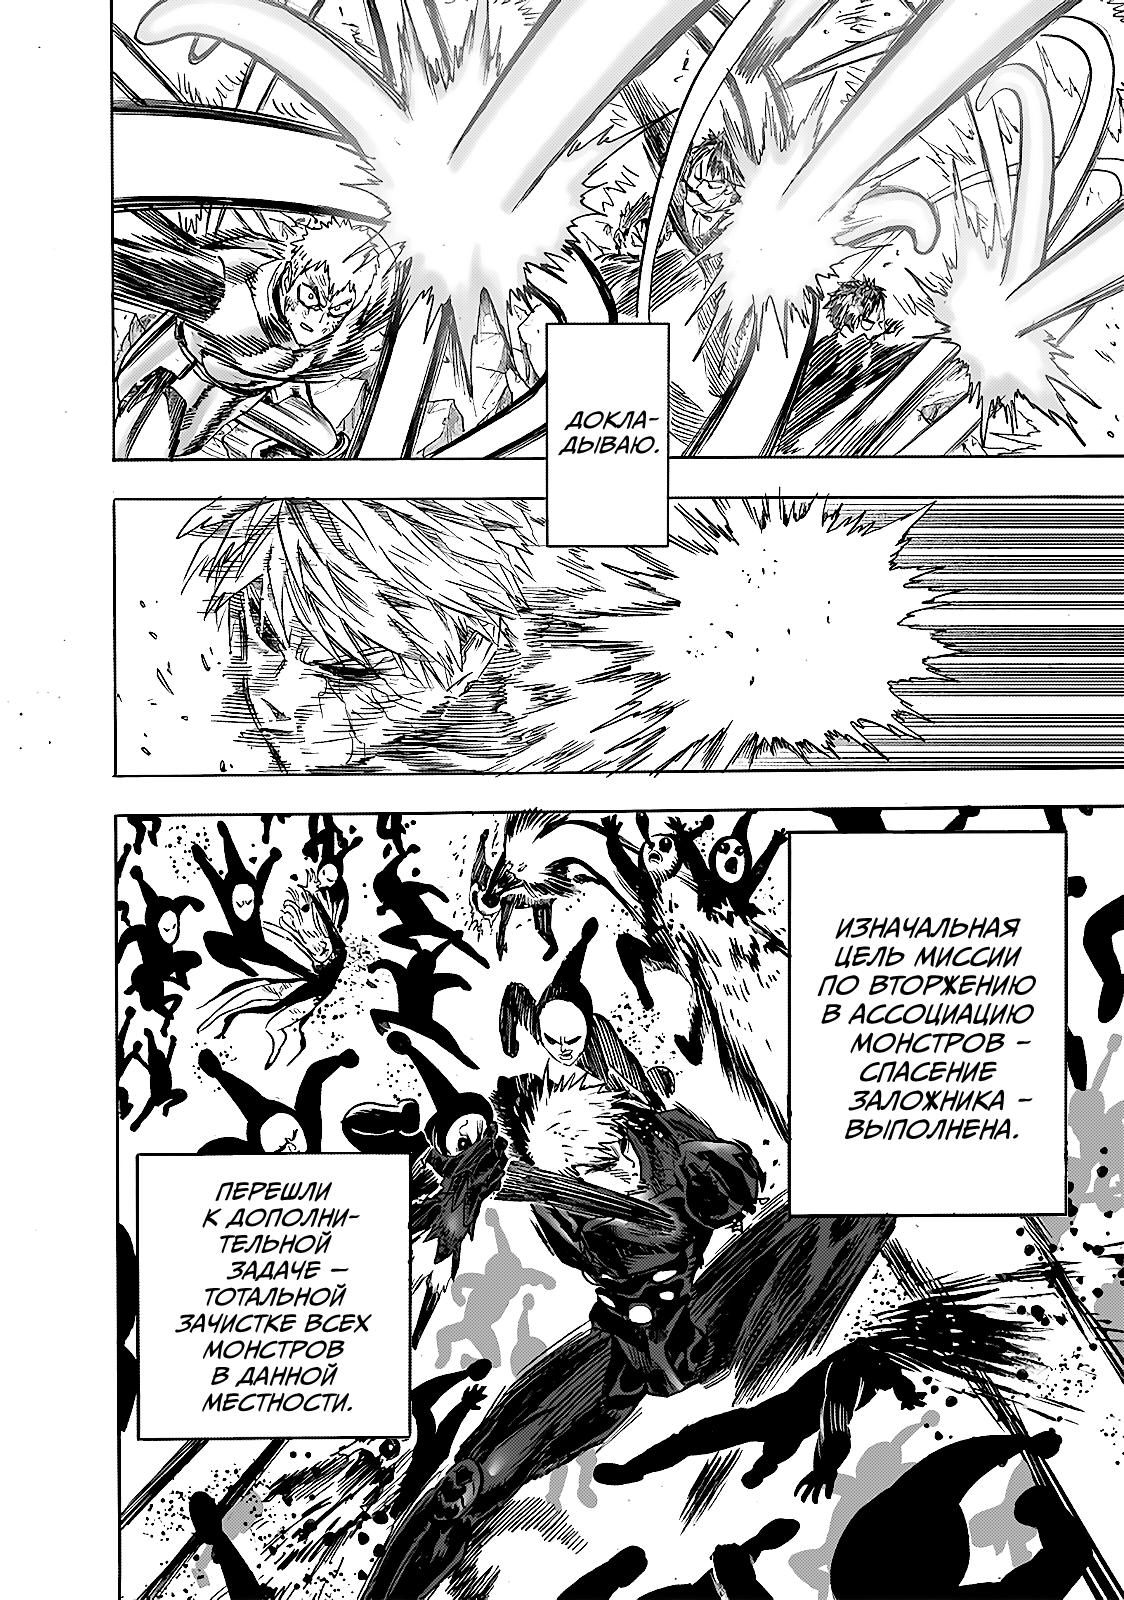 ДОКЛА-
ДЫВАЮ.
ИЗНАЧАЛЬНАЯ
ЦЕЛЬ МИССИИ
ПО ВТОРЖЕНИЮ
В АССОЦИАЦИЮ
МОНСТРОВ –
СПАСЕНИЕ
ЗАЛОЖНИКА –
ВЫПОЛНЕНА.
ПЕРЕШЛИ
К ДОПОЛНИ-
ТЕЛЬНОЙ
ЗАДАЧЕ –
ТОТАЛЬНОЙ
ЗАЧИСТКЕ ВСЕХ
МОНСТРОВ
В ДАННОЙ
МЕСТНОСТИ.